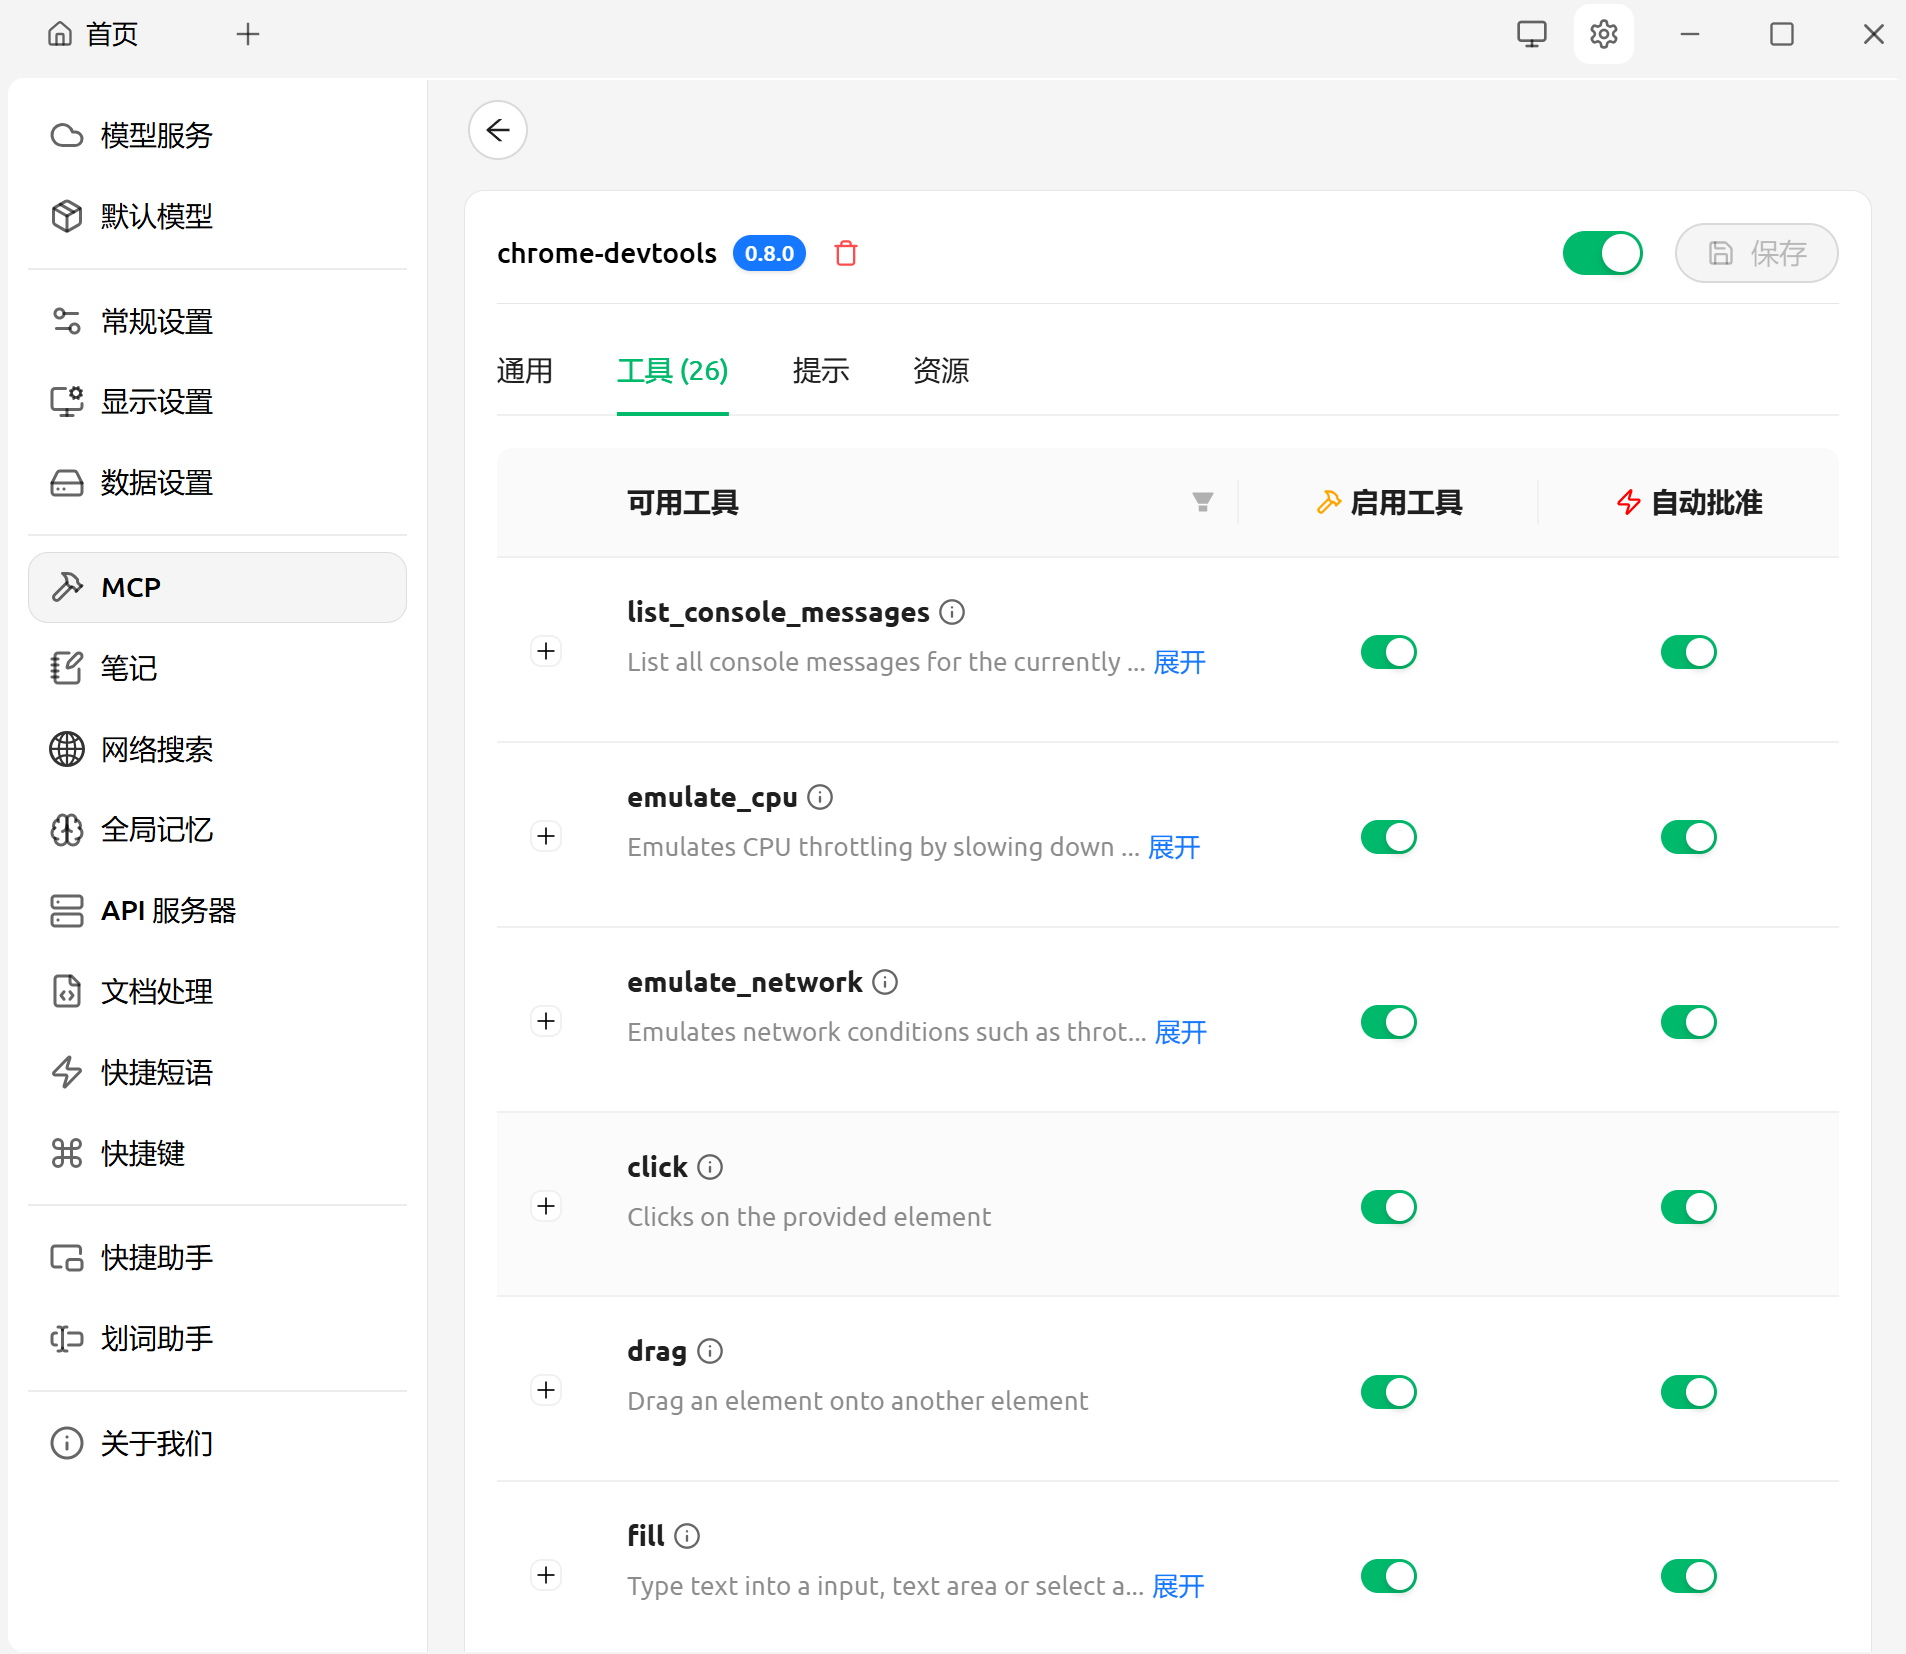 首页
模型服务
默认模型
常规设置
显示设置
数据设置
MCP
笔记
网络搜索
全局记忆
API 服务器
文档处理
快捷短语
快捷键
快捷助手
划词助手
关于我们
chrome-devtools 0.8.0 保存
通用 工具 (26) 提示 资源
可用工具 启用工具 自动批准
list_console_messages
List all console messages for the currently ... 展开
emulate_cpu
Emulates CPU throttling by slowing down ... 展开
emulate_network
Emulates network conditions such as throt... 展开
click
Clicks on the provided element
drag
Drag an element onto another element
fill
Type text into a input, text area or select a... 展开